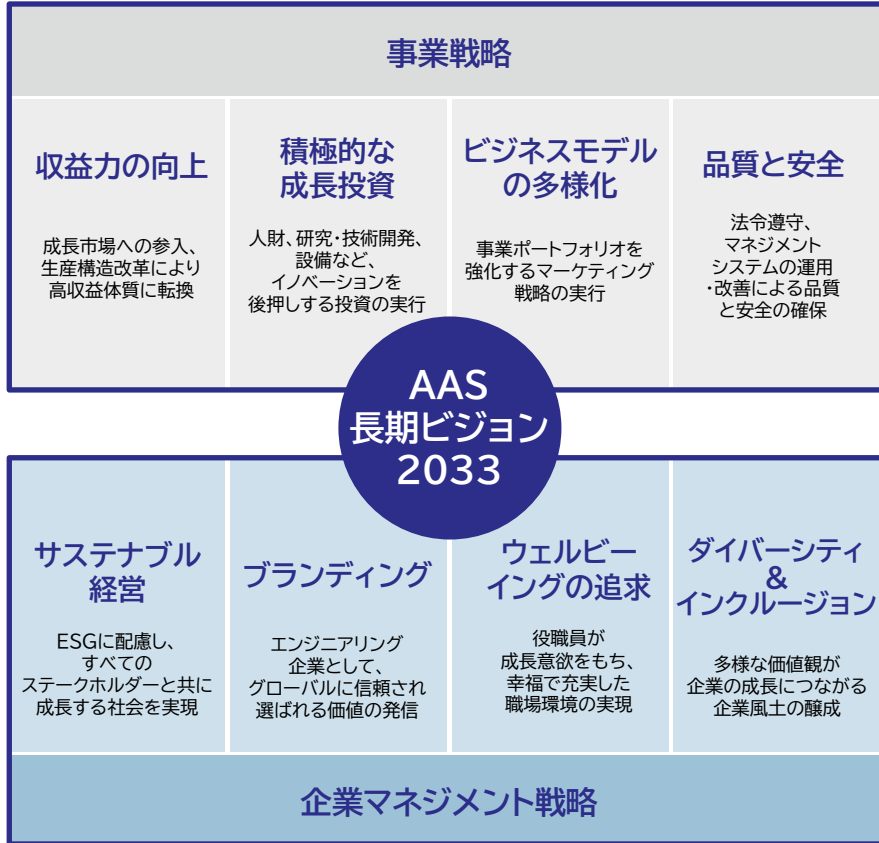 事業戦略
収益力の向上
成長市場への参入、
生産構造改革により
高収益体質に転換
積極的な
成長投資
人財、研究・技術開発、
設備など、
イノベーションを
後押しする投資の実行
ビジネスモデル
の多様化
事業ポートフォリオを
強化するマーケティング
戦略の実行
品質と安全
法令遵守、
マネジメント
システムの運用
・改善による品質
と安全の確保
AAS
長期ビジョン
2033
サステナブル
経営
ESGに配慮し、
すべての
ステークホルダーと共に
成長する社会を実現
ブランディング
エンジニアリング
企業として、
グローバルに信頼され
選ばれる価値の発信
ウェルビー
イングの追求
役職員が
成長意欲をもち、
幸福で充実した
職場環境の実現
ダイバーシティ
&
インクルージョン
多様な価値観が
企業の成長につながる
企業風土の醸成
企業マネジメント戦略